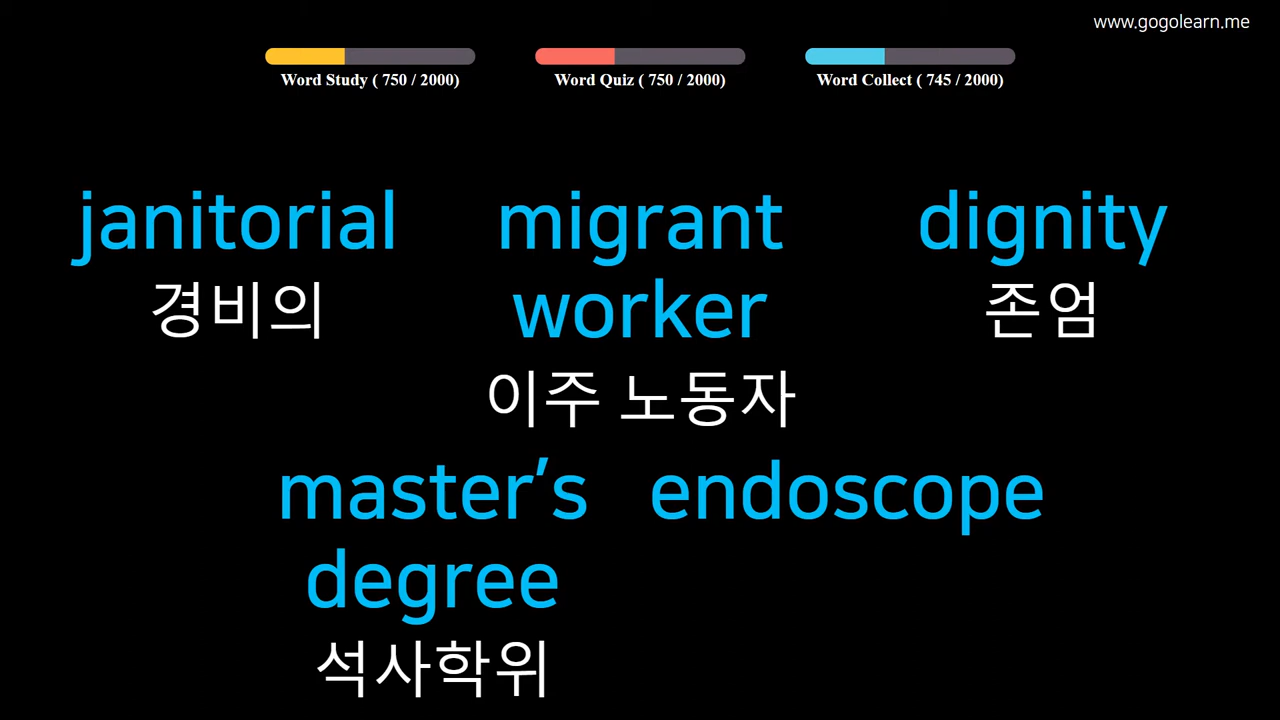 www.gogolearn.me
Word Study ( 750 / 2000)
Word Quiz ( 750 / 2000)
Word Collect ( 745 / 2000)
janitorial
경비의
migrant
worker
이주 노동자
dignity
존엄
master’s
degree
석사학위
endoscope